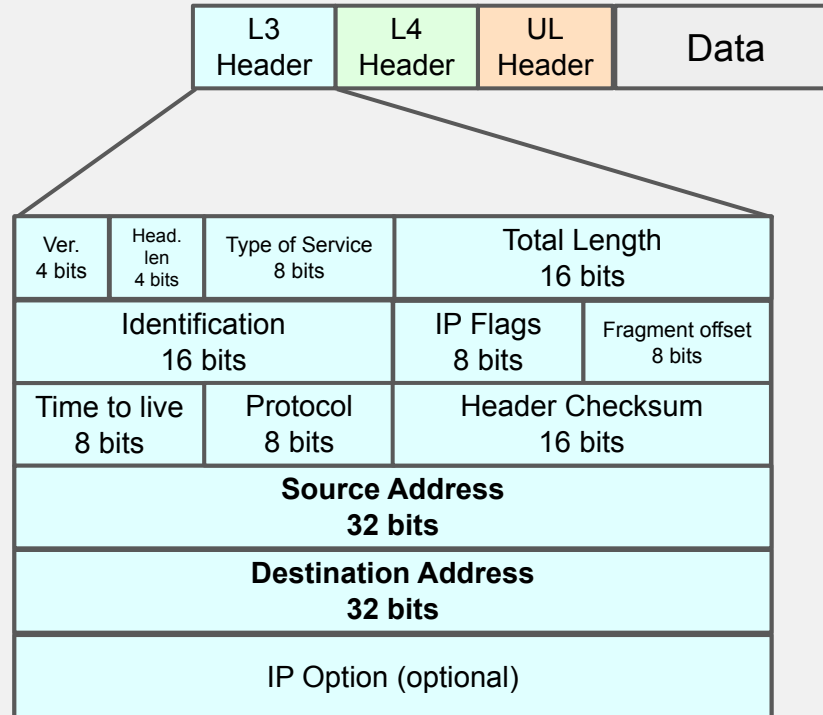 L3
Header
L4
Header
UL
Header
Data
Ver.
4 bits
Head.
len
4 bits
Type of Service
8 bits
Total Length
16 bits
Identification
16 bits
IP Flags
8 bits
Fragment offset
8 bits
Time to live
8 bits
Protocol
8 bits
Header Checksum
16 bits
Source Address
32 bits
Destination Address
32 bits
IP Option (optional)